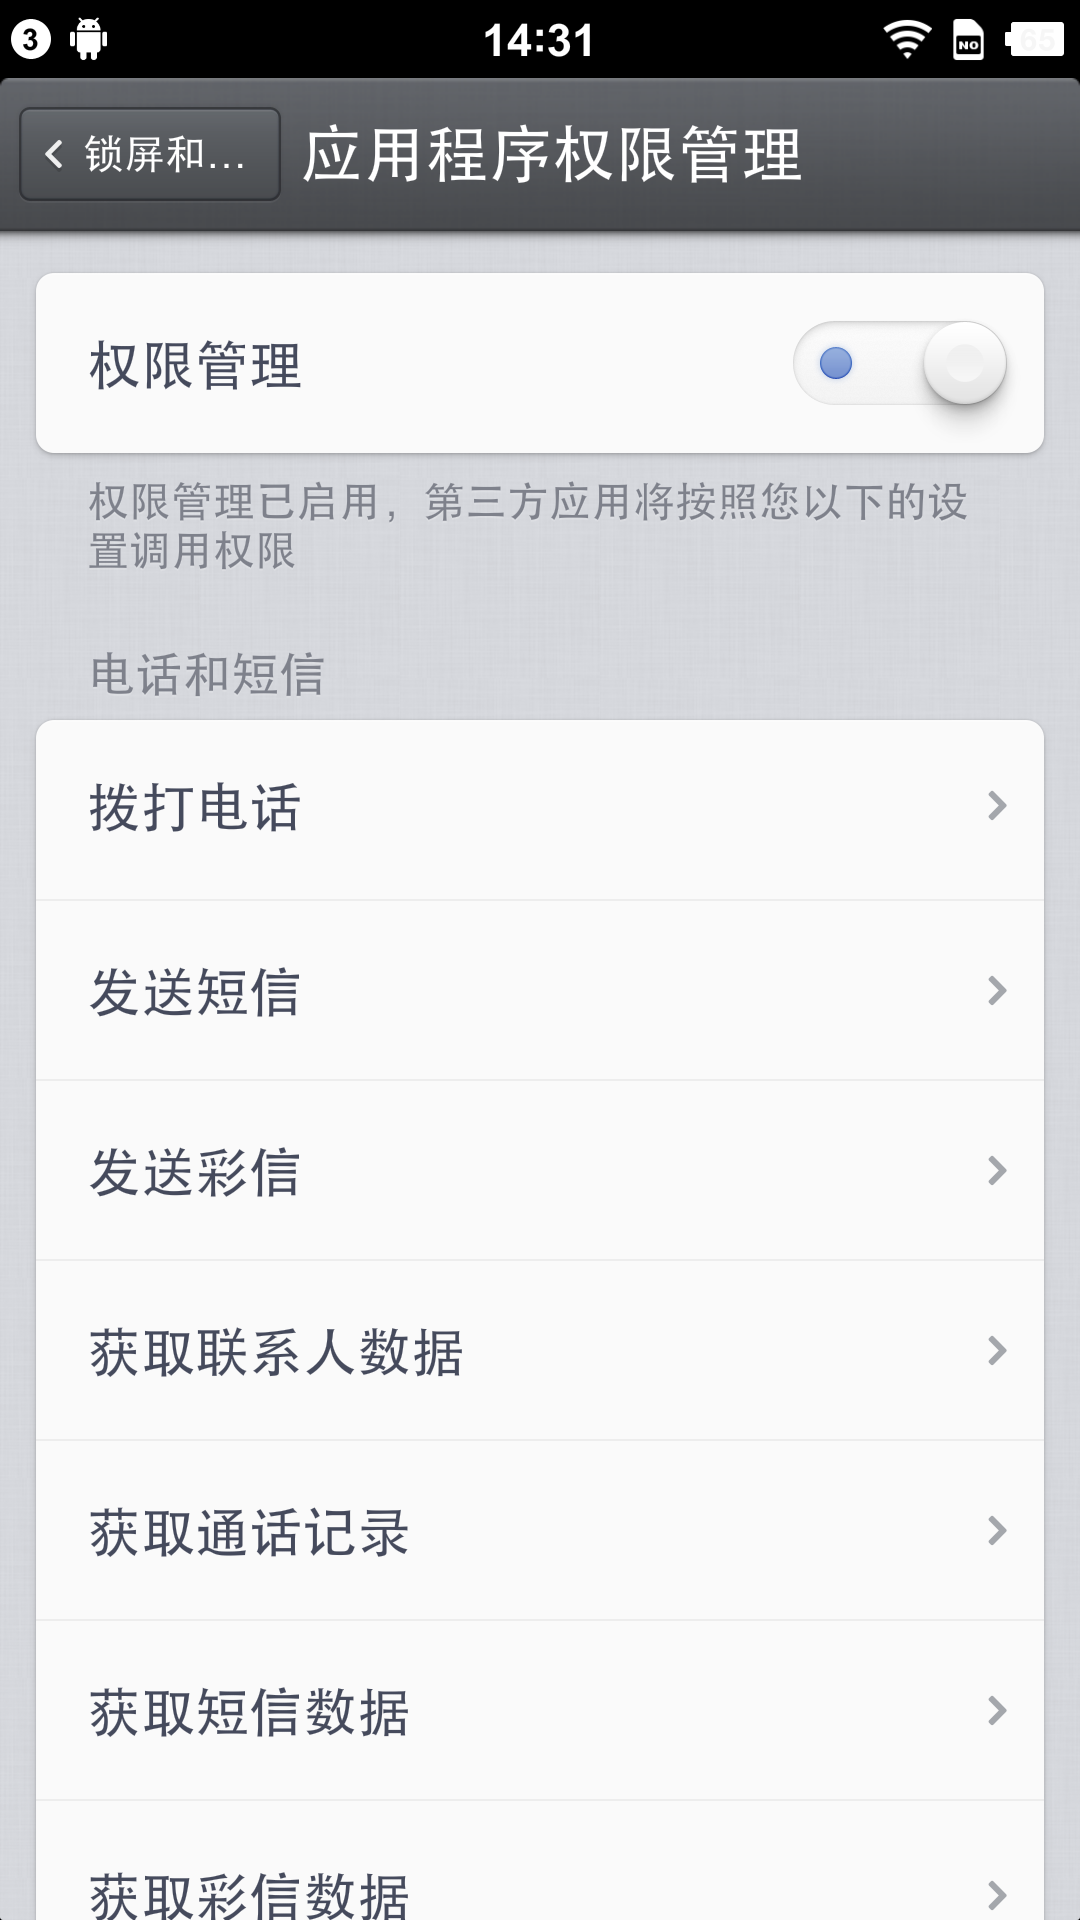 3
14:31
NO
65
锁屏和...
应用程序权限管理
权限管理
权限管理已启用，第三方应用将按照您以下的设
置调用权限
电话和短信
拨打电话
发送短信
发送彩信
获取联系人数据
获取通话记录
获取短信数据
获取彩信数据